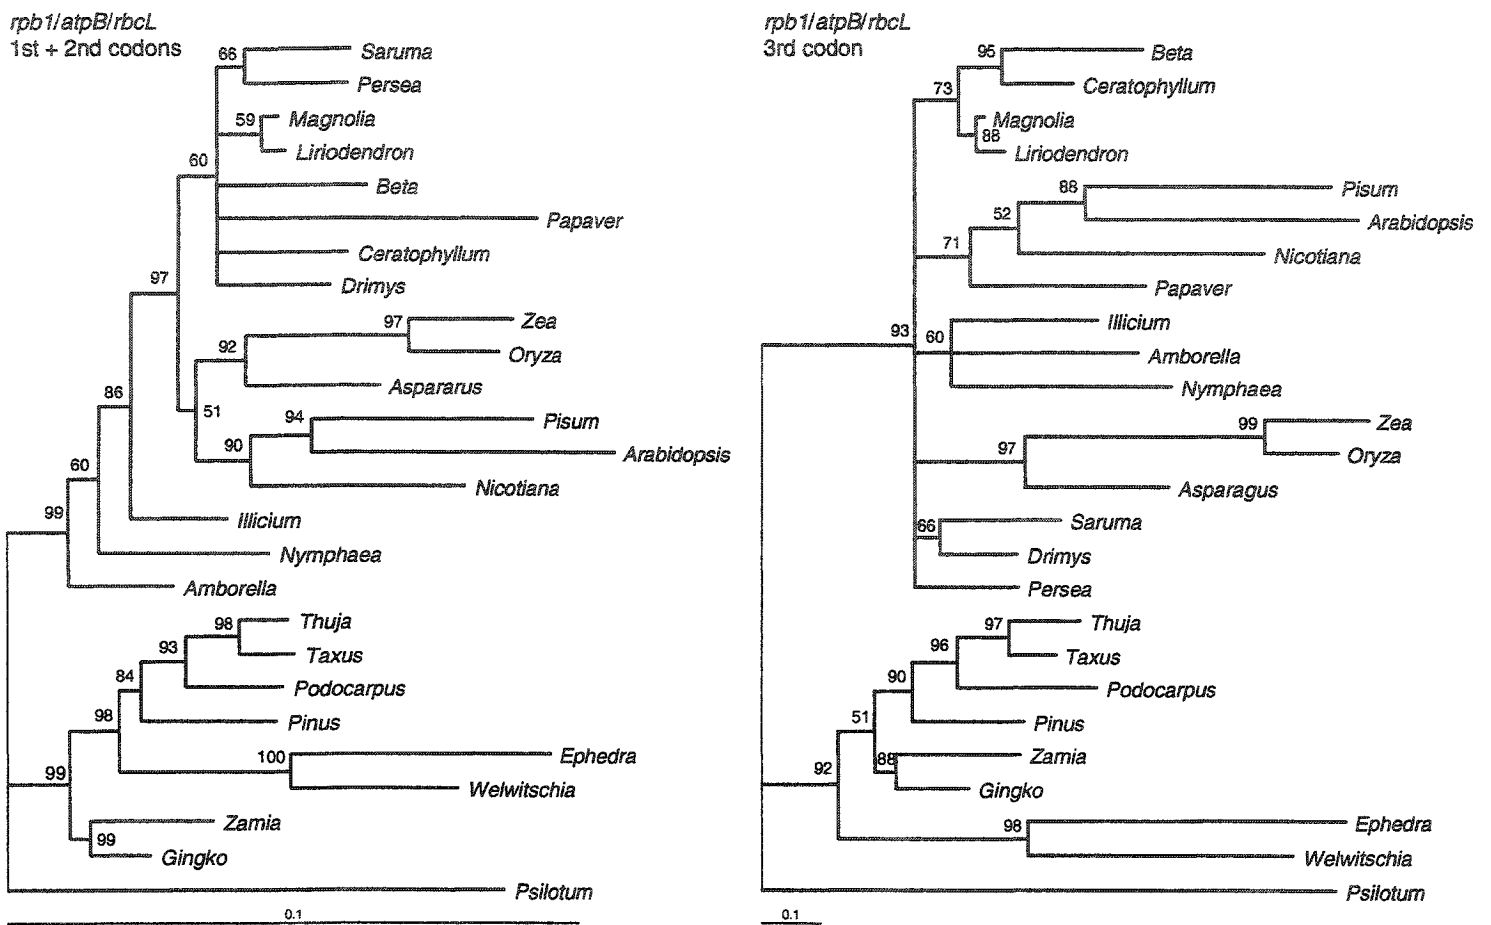 rpb1/atpB/rbcL
1st + 2nd codons
66
Saruma
Persea
59
Magnolia
Liriodendron
60
Beta
Papaver
Ceratophyllum
Drimys
97
97
Zea
92
Oryza
Aspararus
86
51
94
Pisum
90
Arabidopsis
60
Nicotiana
99
Illicium
Nymphaea
Amborella
98
Thuja
93
Taxus
84
Podocarpus
98
Pinus
100
Ephedra
99
Welwitschia
Zamia
99
Gingko
Psilotum
0.1
rpb1/atpB/rbcL
3rd codon
95
Beta
73
Ceratophyllum
Magnolia
88
Liriodendron
88
Pisum
52
Arabidopsis
71
Nicotiana
Papaver
93
60
Illicium
Amborella
Nymphaea
99
Zea
97
Oryza
Asparagus
66
Saruma
Drimys
Persea
97
Thuja
96
Taxus
90
Podocarpus
51
Pinus
88
Zamia
92
Gingko
98
Ephedra
Welwitschia
Psilotum
0.1